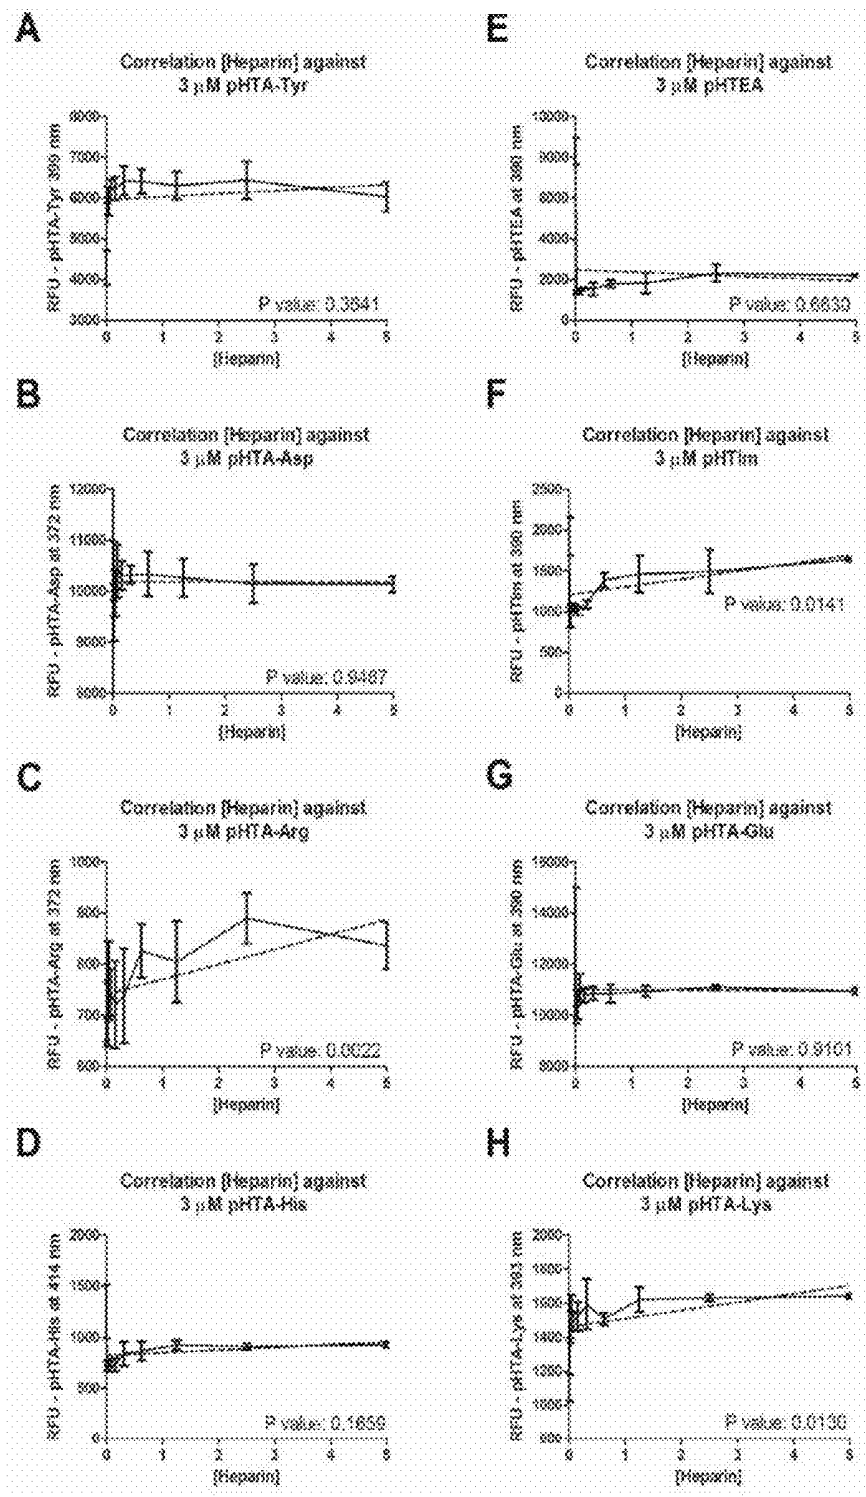 A
Correlation [Heparin] against
3 µM pHTA-Tyr
RFU - pHTA-Tyr 399 nm
8000
7000
6000
5000
4000
3000
P value: 0.3641
0 1 2 3 4 5
[Heparin]
B
Correlation [Heparin] against
3 µM pHTA-Asp
RFU - pHTA-Asp at 372 nm
12000
11000
10000
9000
8000
P value: 0.9467
0 1 2 3 4 5
[Heparin]
C
Correlation [Heparin] against
3 µM pHTA-Arg
RFU - pHTA-Arg at 372 nm
1000
900
800
700
600
P value: 0.0022
0 1 2 3 4 5
[Heparin]
D
Correlation [Heparin] against
3 µM pHTA-His
RFU - pHTA-His at 414 nm
2000
1500
1000
500
0
P value: 0.1659
0 1 2 3 4 5
[Heparin]
E
Correlation [Heparin] against
3 µM pHTEA
RFU - pHTEA at 390 nm
10000
8000
6000
4000
2000
0
P value: 0.6630
0 1 2 3 4 5
[Heparin]
F
Correlation [Heparin] against
3 µM pHTIm
RFU - pHTIm at 390 nm
2500
2000
1500
1000
500
0
P value: 0.0141
0 1 2 3 4 5
[Heparin]
G
Correlation [Heparin] against
3 µM pHTA-Glu
RFU - pHTA-Glu at 390 nm
16000
14000
12000
10000
8000
P value: 0.9101
0 1 2 3 4 5
[Heparin]
H
Correlation [Heparin] against
3 µM pHTA-Lys
RFU - pHTA-Lys at 383 nm
2000
1800
1600
1400
1200
1000
800
P value: 0.0130
0 1 2 3 4 5
[Heparin]